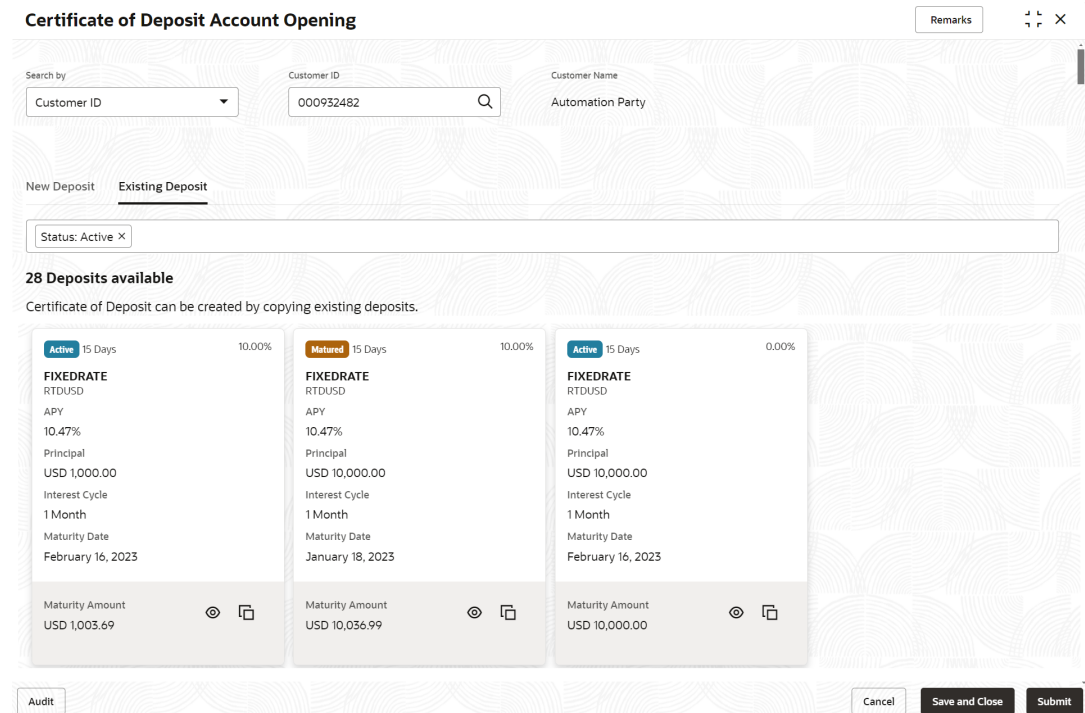 Certificate of Deposit Account Opening
Remarks
Search by
Customer ID
Customer Name
Customer ID
000932482
Automation Party
New Deposit
Existing Deposit
Status: Active ×
28 Deposits available
Certificate of Deposit can be created by copying existing deposits.
Active 15 Days 10.00%
FIXEDRATE
RTDUSD
APY
10.47%
Principal
USD 1,000.00
Interest Cycle
1 Month
Maturity Date
February 16, 2023
Maturity Amount
USD 1,003.69
Matured 15 Days 10.00%
FIXEDRATE
RTDUSD
APY
10.47%
Principal
USD 10,000.00
Interest Cycle
1 Month
Maturity Date
January 18, 2023
Maturity Amount
USD 10,036.99
Active 15 Days 0.00%
FIXEDRATE
RTDUSD
APY
10.47%
Principal
USD 10,000.00
Interest Cycle
1 Month
Maturity Date
February 16, 2023
Maturity Amount
USD 10,000.00
Audit
Cancel
Save and Close
Submit